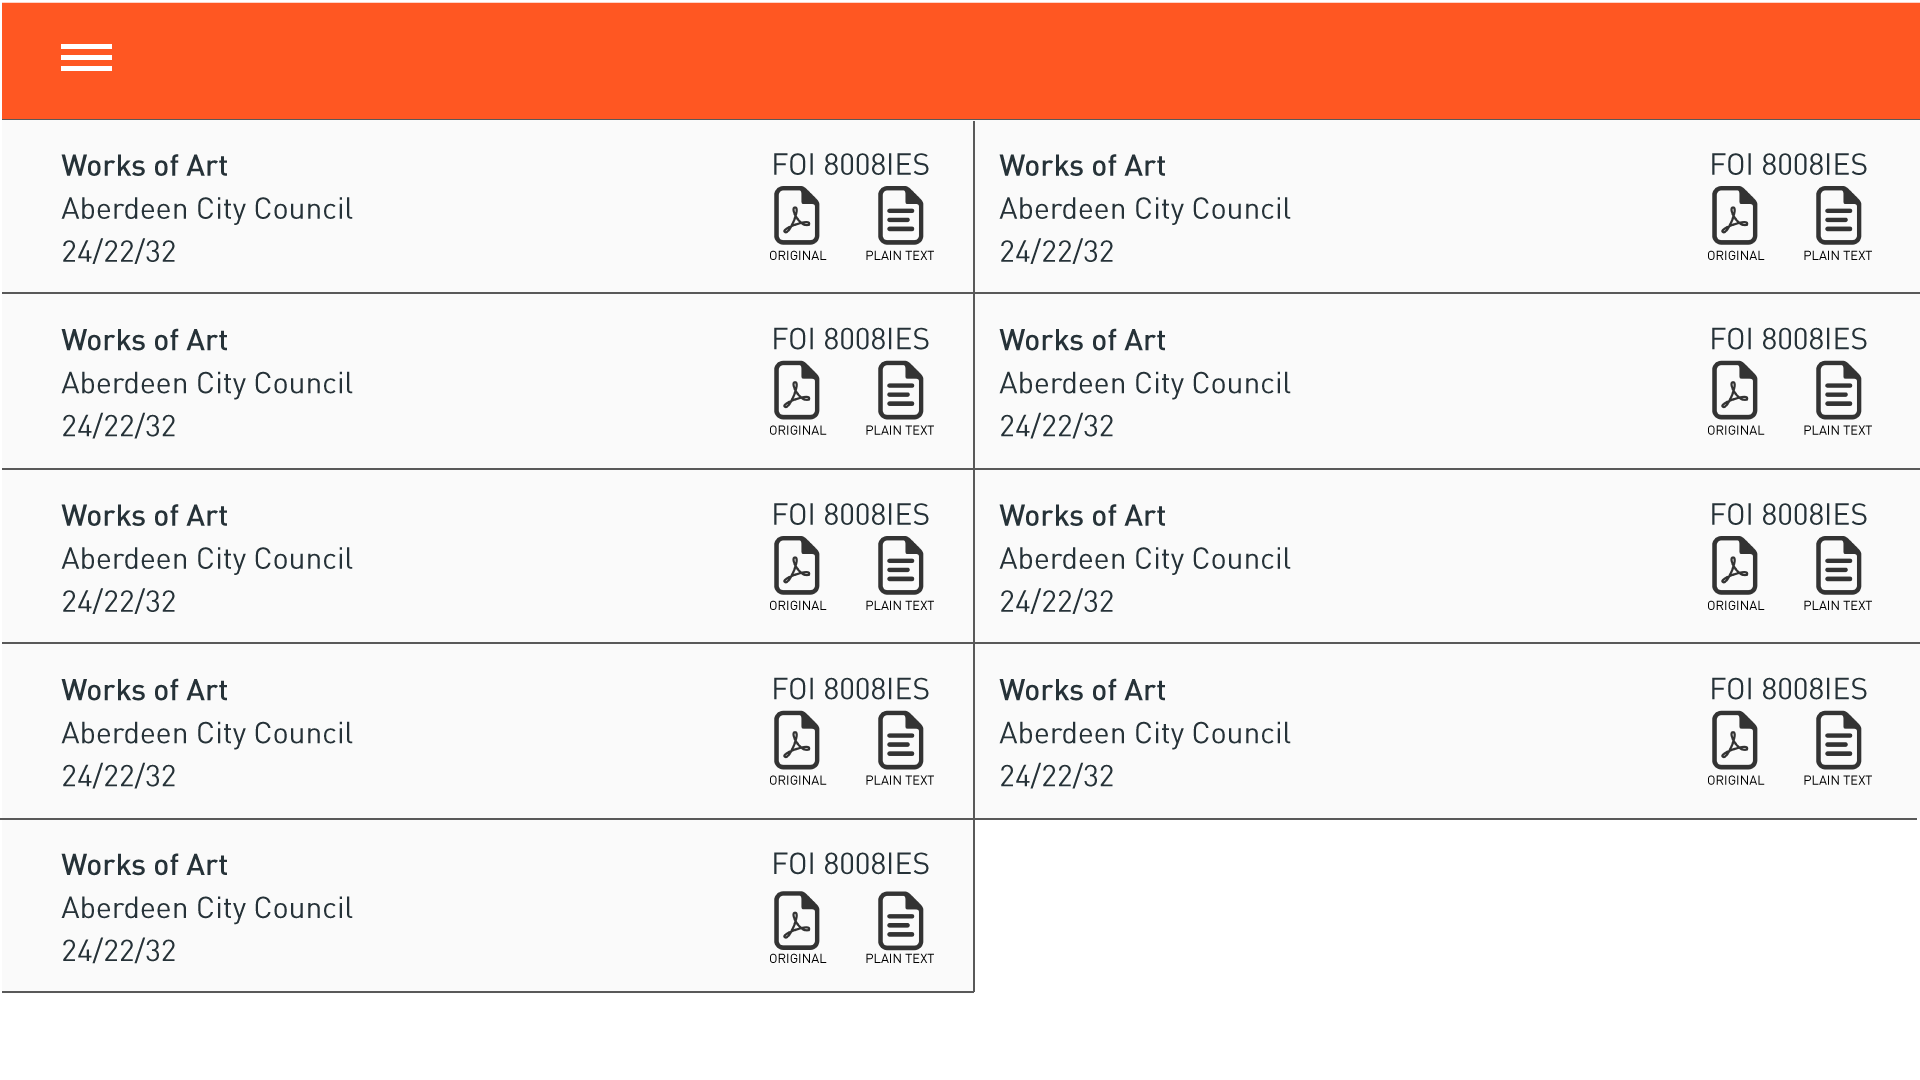 Works of Art
FOI 8008IES
Aberdeen City Council
24/22/32
ORIGINAL
PLAIN TEXT
Works of Art
FOI 8008IES
Aberdeen City Council
24/22/32
ORIGINAL
PLAIN TEXT
Works of Art
FOI 8008IES
Aberdeen City Council
24/22/32
ORIGINAL
PLAIN TEXT
Works of Art
FOI 8008IES
Aberdeen City Council
24/22/32
ORIGINAL
PLAIN TEXT
Works of Art
FOI 8008IES
Aberdeen City Council
24/22/32
ORIGINAL
PLAIN TEXT
Works of Art
FOI 8008IES
Aberdeen City Council
24/22/32
ORIGINAL
PLAIN TEXT
Works of Art
FOI 8008IES
Aberdeen City Council
24/22/32
ORIGINAL
PLAIN TEXT
Works of Art
FOI 8008IES
Aberdeen City Council
24/22/32
ORIGINAL
PLAIN TEXT
Works of Art
FOI 8008IES
Aberdeen City Council
24/22/32
ORIGINAL
PLAIN TEXT